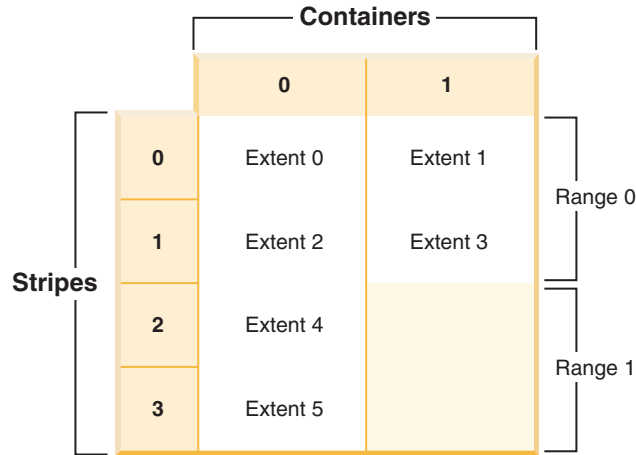 Containers
0 1
0 Extent 0 Extent 1
Range 0
1 Extent 2 Extent 3
Stripes
2 Extent 4
Range 1
3 Extent 5